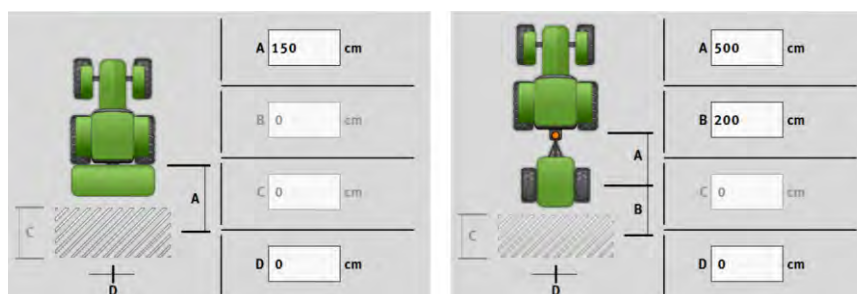 A 150 cm
B 0 cm
C 0 cm
D 0 cm
A
C
D
A 500 cm
B 200 cm
C 0 cm
D 0 cm
A
B
C
D